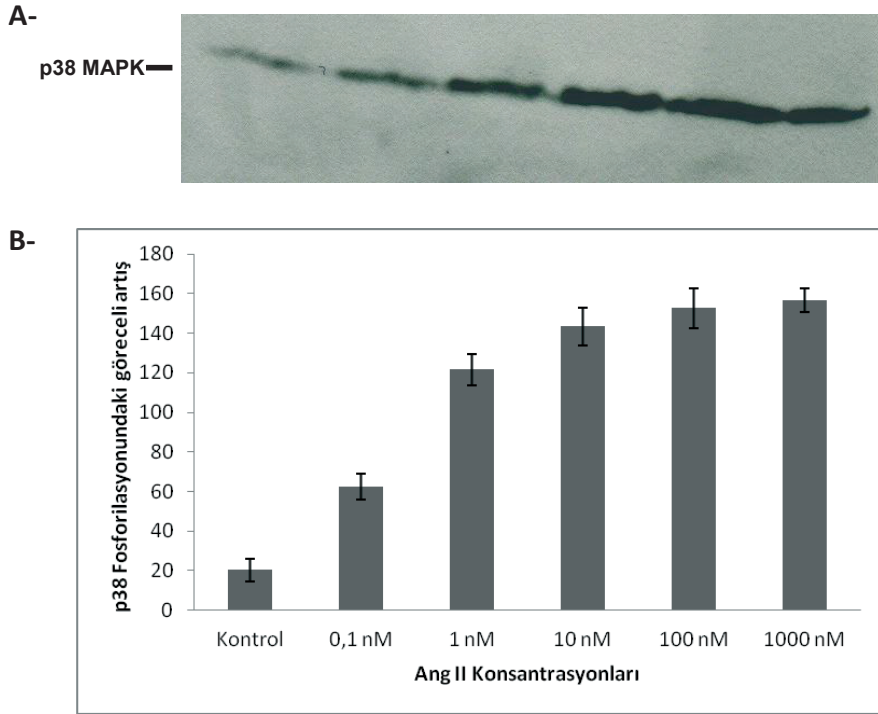 A-
p38 MAPK
B-
p38 Fosforilasyonundaki göreceli artış
180
160
140
120
100
80
60
40
20
0
Kontrol 0,1 nM 1 nM 10 nM 100 nM 1000 nM
Ang II Konsantrasyonları